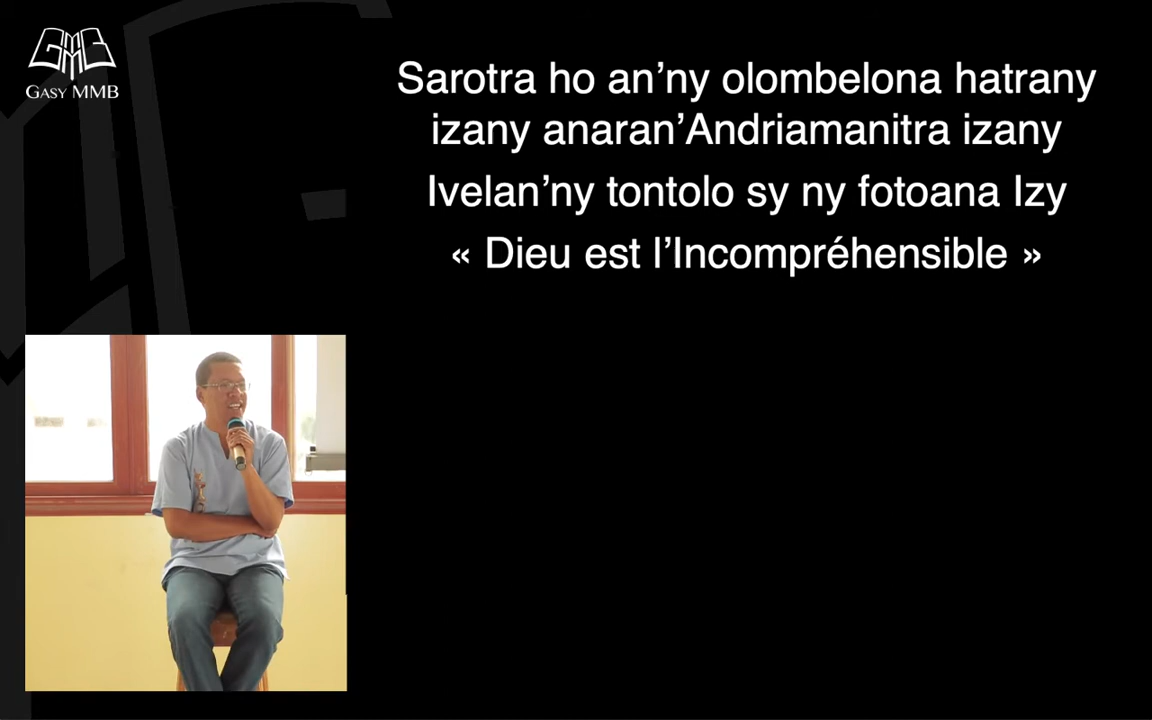 GMMB
GASY MMB
Sarotra ho an’ny olombelona hatrany
izany anaran’Andriamanitra izany
Ivelan’ny tontolo sy ny fotoana Izy
« Dieu est l’Incompréhensible »